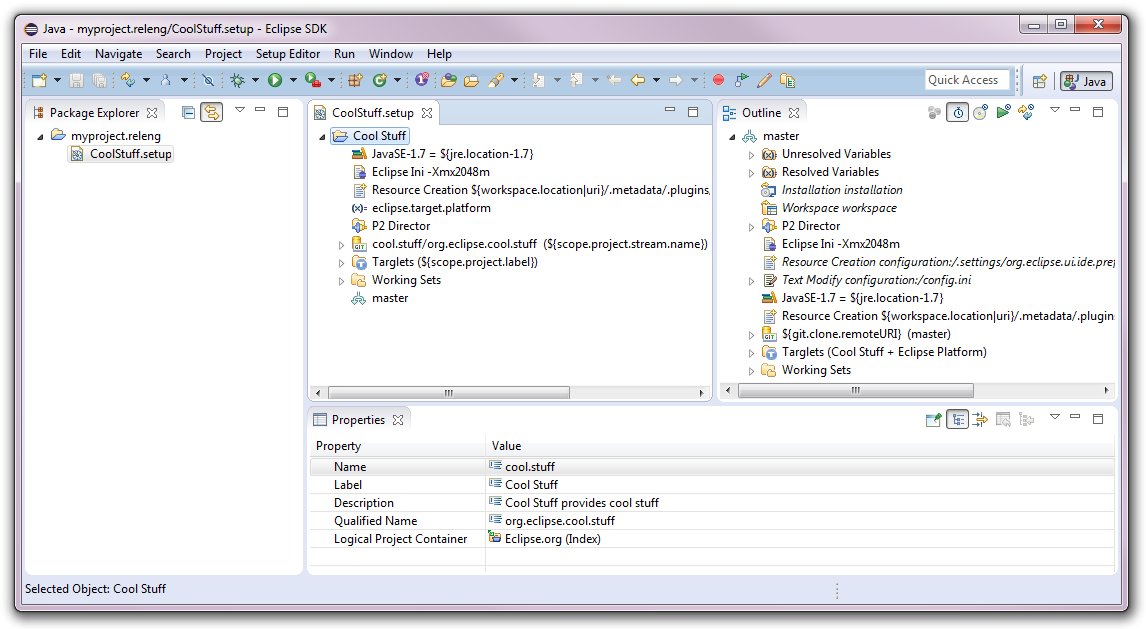 Java - myproject.releng/CoolStuff.setup - Eclipse SDK
File Edit Navigate Search Project Setup Editor Run Window Help
Quick Access
Java
Package Explorer
myproject.releng
CoolStuff.setup
CoolStuff.setup
Cool Stuff
JavaSE-1.7 = ${jre.location-1.7}
Eclipse Ini -Xmx2048m
Resource Creation ${workspace.location|uri}/.metadata/.plugins,
eclipse.target.platform
P2 Director
cool.stuff/org.eclipse.cool.stuff (${scope.project.stream.name})
Targlets (${scope.project.label})
Working Sets
master
Outline
master
Unresolved Variables
Resolved Variables
Installation installation
Workspace workspace
P2 Director
Eclipse Ini -Xmx2048m
Resource Creation configuration:/.settings/org.eclipse.ui.ide.pref
Text Modify configuration:/config.ini
JavaSE-1.7 = ${jre.location-1.7}
Resource Creation ${workspace.location|uri}/.metadata/.plugin
${git.clone.remoteURI} (master)
Targlets (Cool Stuff + Eclipse Platform)
Working Sets
Properties
Property Value
Name cool.stuff
Label Cool Stuff
Description Cool Stuff provides cool stuff
Qualified Name org.eclipse.cool.stuff
Logical Project Container Eclipse.org (Index)
Selected Object: Cool Stuff